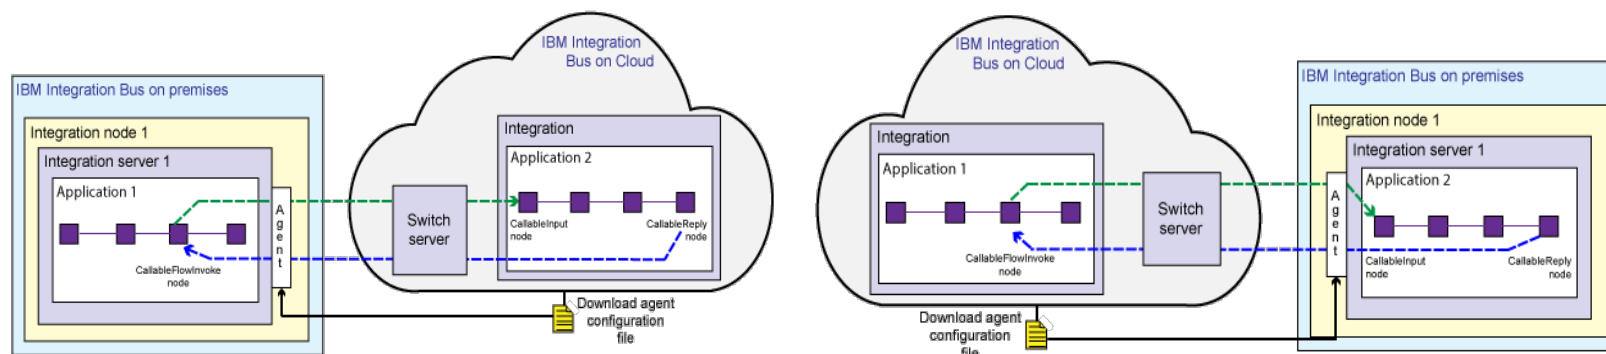 IBM Integration
Bus on Cloud
IBM Integration Bus on premises
Integration node 1
Integration server 1
Application 1
CallableFlowInvoke
node
A
g
e
n
t
Switch
server
Integration
Application 2
CallableInput
node
CallableReply
node
Download agent
configuration
file
IBM Integration
Bus on Cloud
Integration
Application 1
CallableFlowInvoke
node
Switch
server
IBM Integration Bus on premises
Integration node 1
Integration server 1
Application 2
A
g
e
n
t
CallableInput
node
CallableReply
node
Download agent
configuration
file